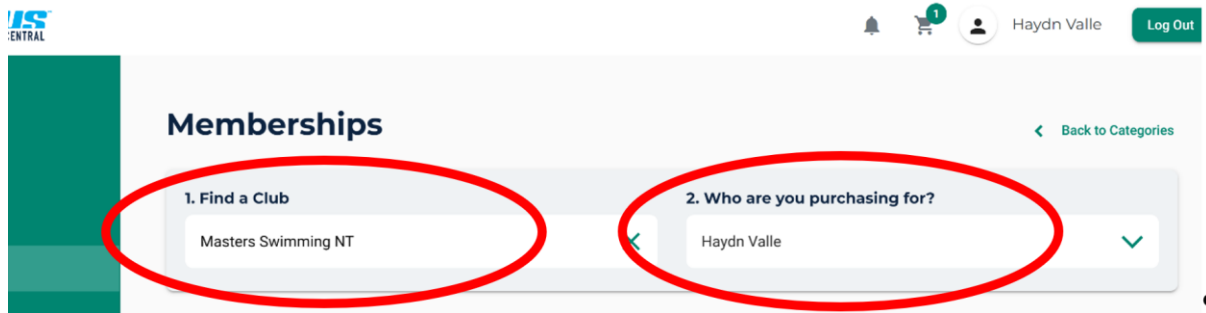 US
CENTRAL
1
Haydn Valle
Log Out
Memberships
Back to Categories
1. Find a Club
2. Who are you purchasing for?
Masters Swimming NT
Haydn Valle